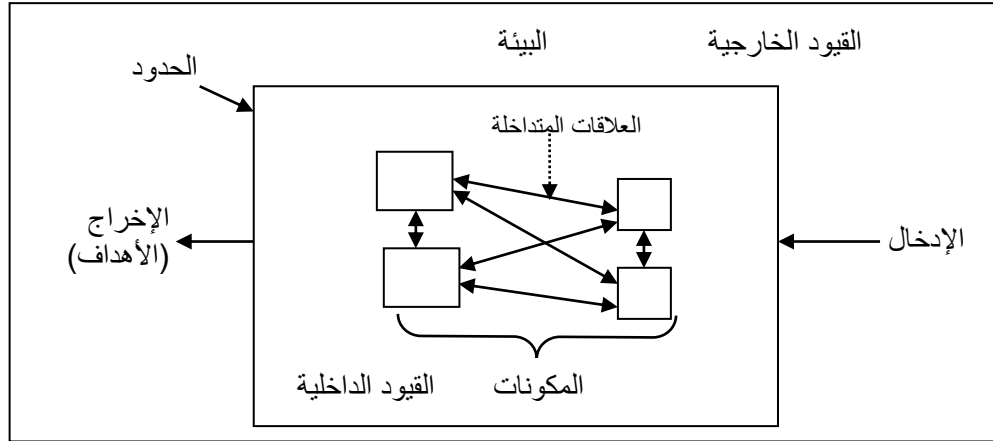 القيود الخارجية
البيئة
الحدود
العلاقات المتداخلة
الإدخال
الإخراج
(الأهداف)
المكونات
القيود الداخلية